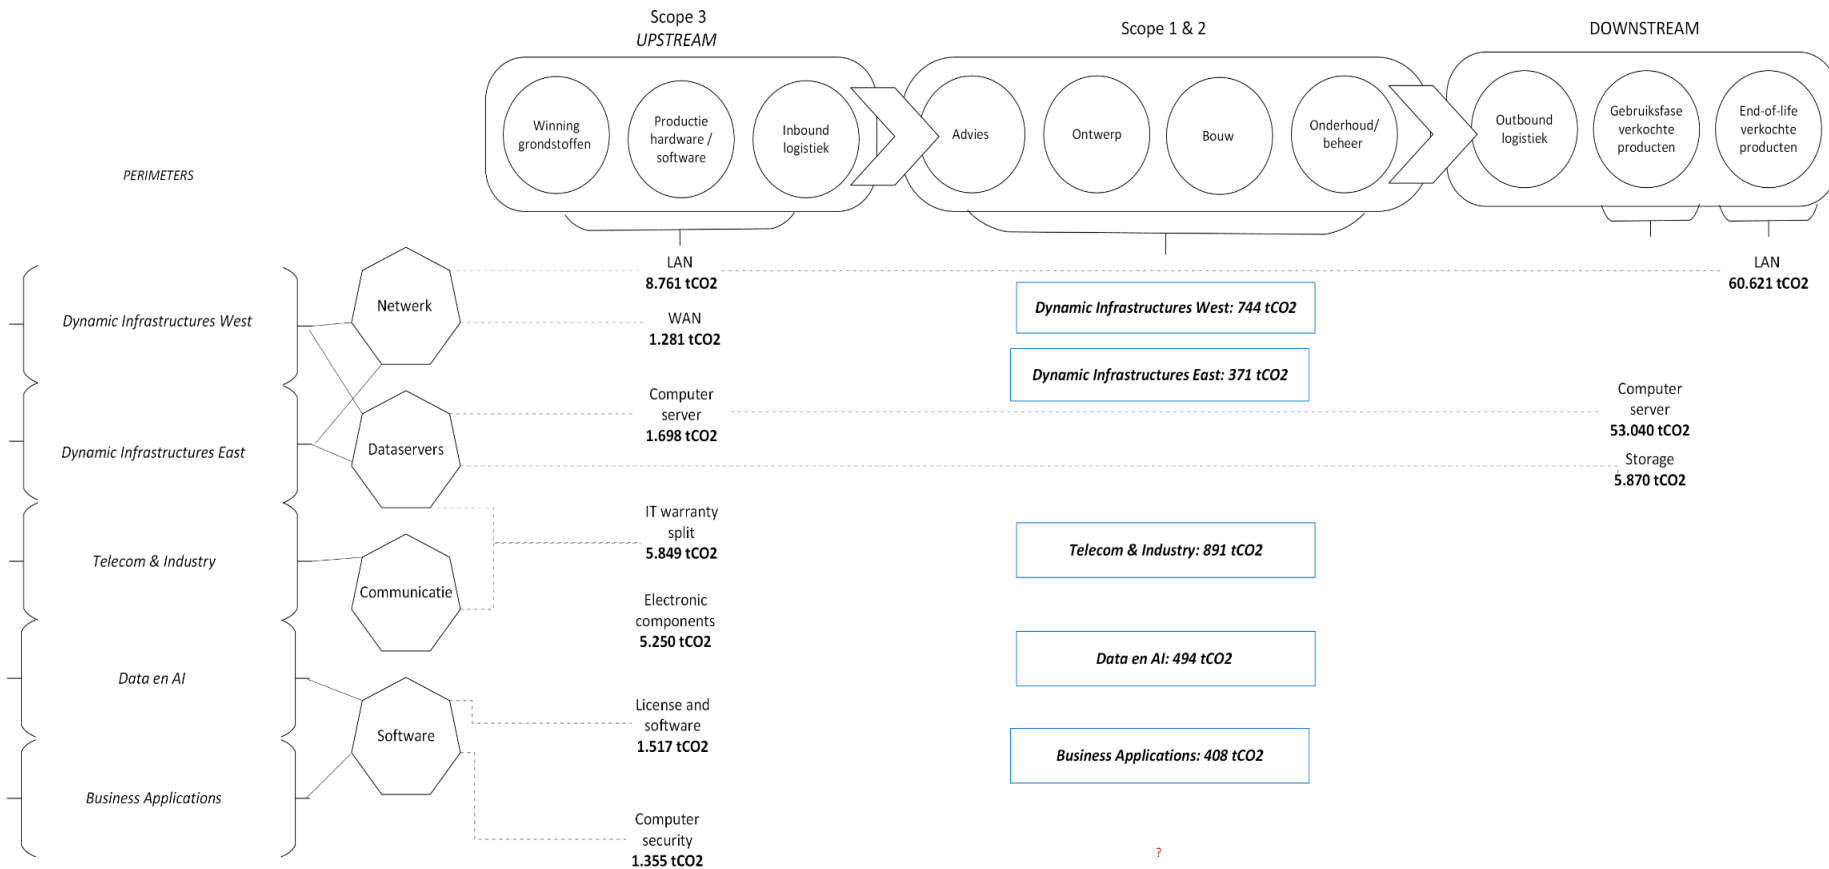 Scope 3
UPSTREAM
Scope 1 & 2
DOWNSTREAM
Winning
grondstoffen
Productie
hardware /
software
Inbound
logistiek
Advies
Ontwerp
Bouw
Onderhoud/
beheer
Outbound
logistiek
Gebruiksfase
verkochte
producten
End-of-life
verkochte
producten
PERIMETERS
Dynamic Infrastructures West
Dynamic Infrastructures East
Telecom & Industry
Data en AI
Business Applications
Netwerk
Dataservers
Communicatie
Software
LAN
8.761 tCO2
WAN
1.281 tCO2
Computer
server
1.698 tCO2
IT warranty
split
5.849 tCO2
Electronic
components
5.250 tCO2
License and
software
1.517 tCO2
Computer
security
1.355 tCO2
Dynamic Infrastructures West: 744 tCO2
Dynamic Infrastructures East: 371 tCO2
Telecom & Industry: 891 tCO2
Data en AI: 494 tCO2
Business Applications: 408 tCO2
?
Computer
server
53.040 tCO2
Storage
5.870 tCO2
LAN
60.621 tCO2